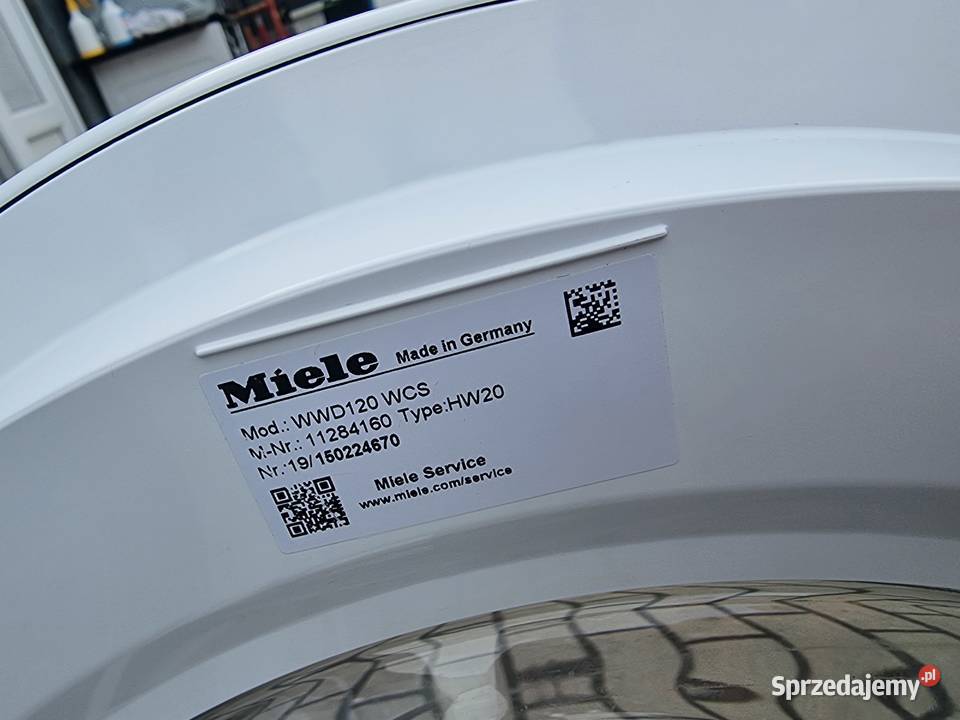 Miele Made in Germany
Mod.: WWD120 WCS
M-Nr.: 11284160 Type:HW20
Nr.:19/150224670
Miele Service
www.miele.com/service
Sprzedajemy.pl